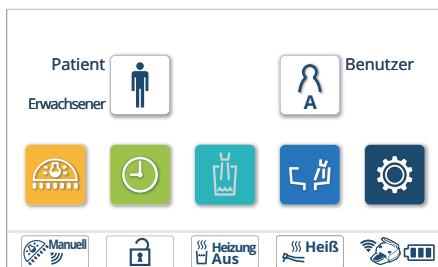 Patient
Benutzer
Erwachsener
A
Manuell
Heizung
Aus
Heiß